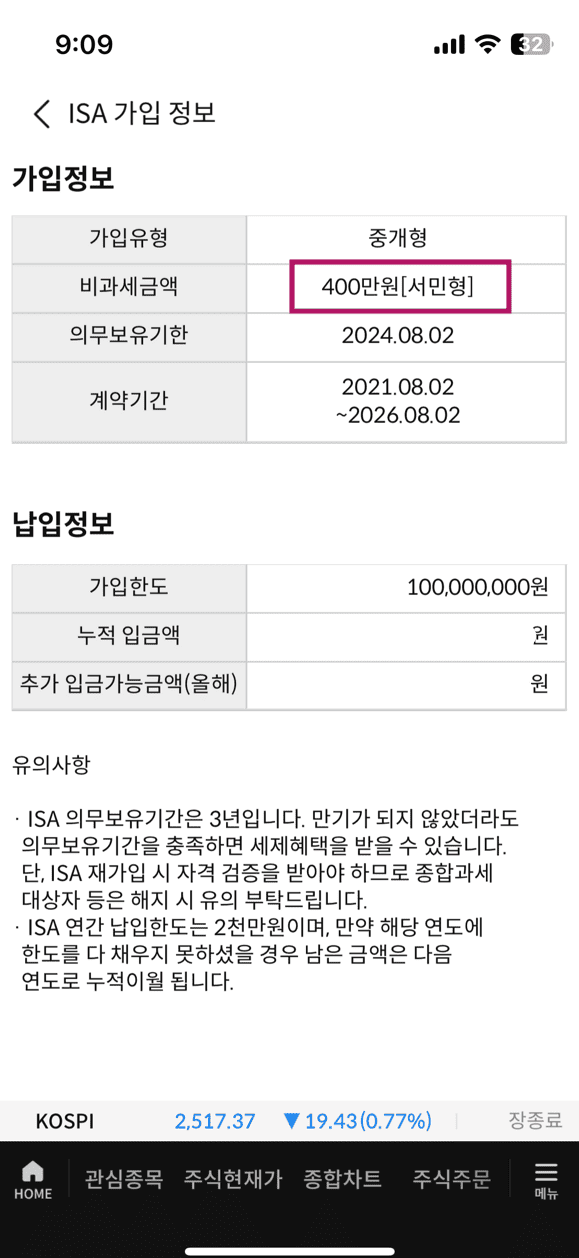 9:09
32
ISA 가입 정보
가입정보
가입유형 중개형
비과세금액 400만원[서민형]
의무보유기한 2024.08.02
계약기간 2021.08.02
~2026.08.02
납입정보
가입한도 100,000,000원
누적 입금액 원
추가 입금가능금액(올해) 원
유의사항
· ISA 의무보유기간은 3년입니다. 만기가 되지 않았더라도
의무보유기간을 충족하면 세제혜택을 받을 수 있습니다.
단, ISA 재가입 시 자격 검증을 받아야 하므로 종합과세
대상자 등은 해지 시 유의 부탁드립니다.
· ISA 연간 납입한도는 2천만원이며, 만약 해당 연도에
한도를 다 채우지 못하셨을 경우 남은 금액은 다음
연도로 누적이월 됩니다.
KOSPI 2,517.37 ▼19.43(0.77%) 장종료
HOME 관심종목 주식현재가 종합차트 주식주문 메뉴